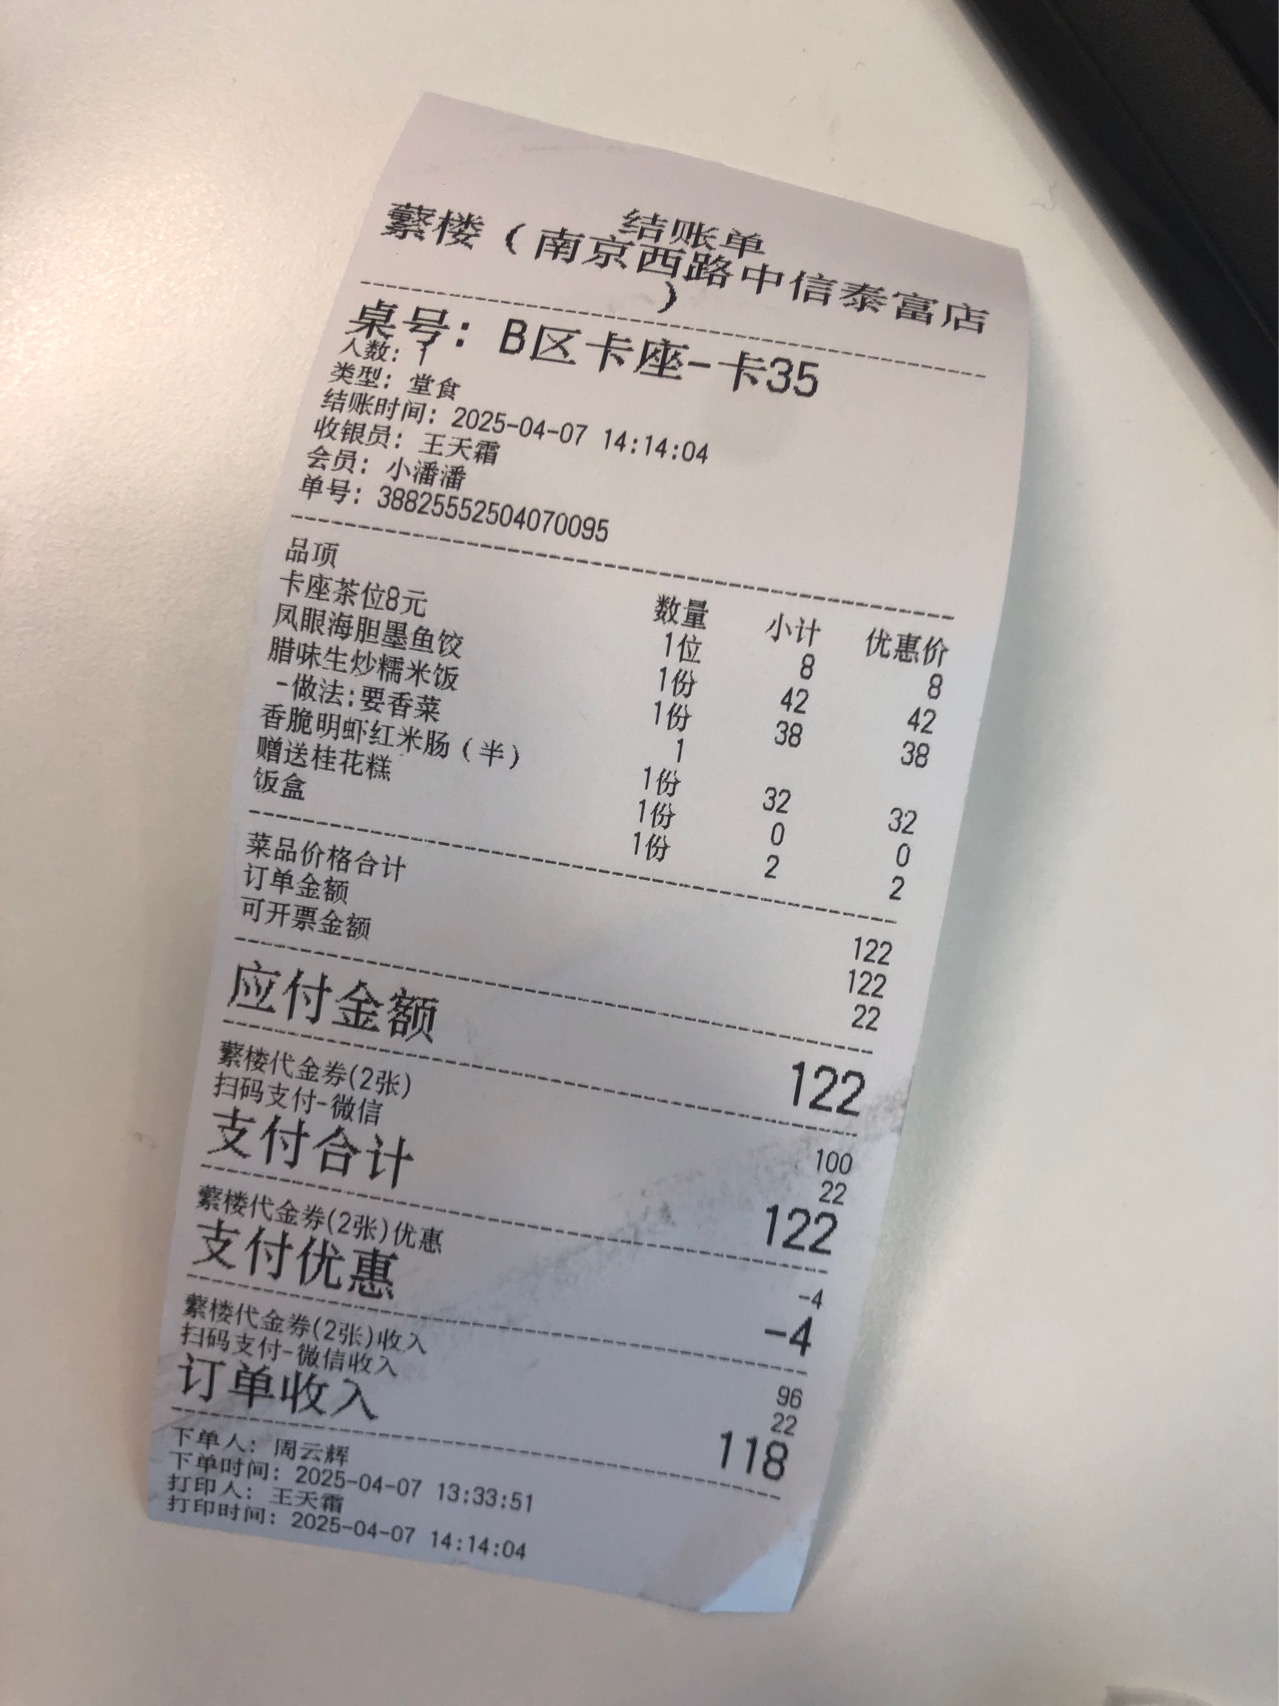 结账单
蘩楼（南京西路中信泰富店
）
桌号：B区卡座-卡35
人数：1
类型：堂食
结账时间：2025-04-07 14:14:04
收银员：王天霜
会员：小潘潘
单号：38825552504070095
品项 数量 小计 优惠价
卡座茶位8元 1位 8 8
凤眼海胆墨鱼饺 1份 42 42
腊味生炒糯米饭 1份 38 38
-做法:要香菜 1
香脆明虾红米肠（半） 1份 32 32
赠送桂花糕 1份 0 0
饭盒 1份 2 2
菜品价格合计 122
订单金额 122
可开票金额 22
应付金额 122
蘩楼代金券(2张) 100
扫码支付-微信 22
支付合计 122
蘩楼代金券(2张)优惠 -4
支付优惠 -4
蘩楼代金券(2张)收入 96
扫码支付-微信收入 22
订单收入 118
下单人：周云辉
下单时间：2025-04-07 13:33:51
打印人：王天霜
打印时间：2025-04-07 14:14:04